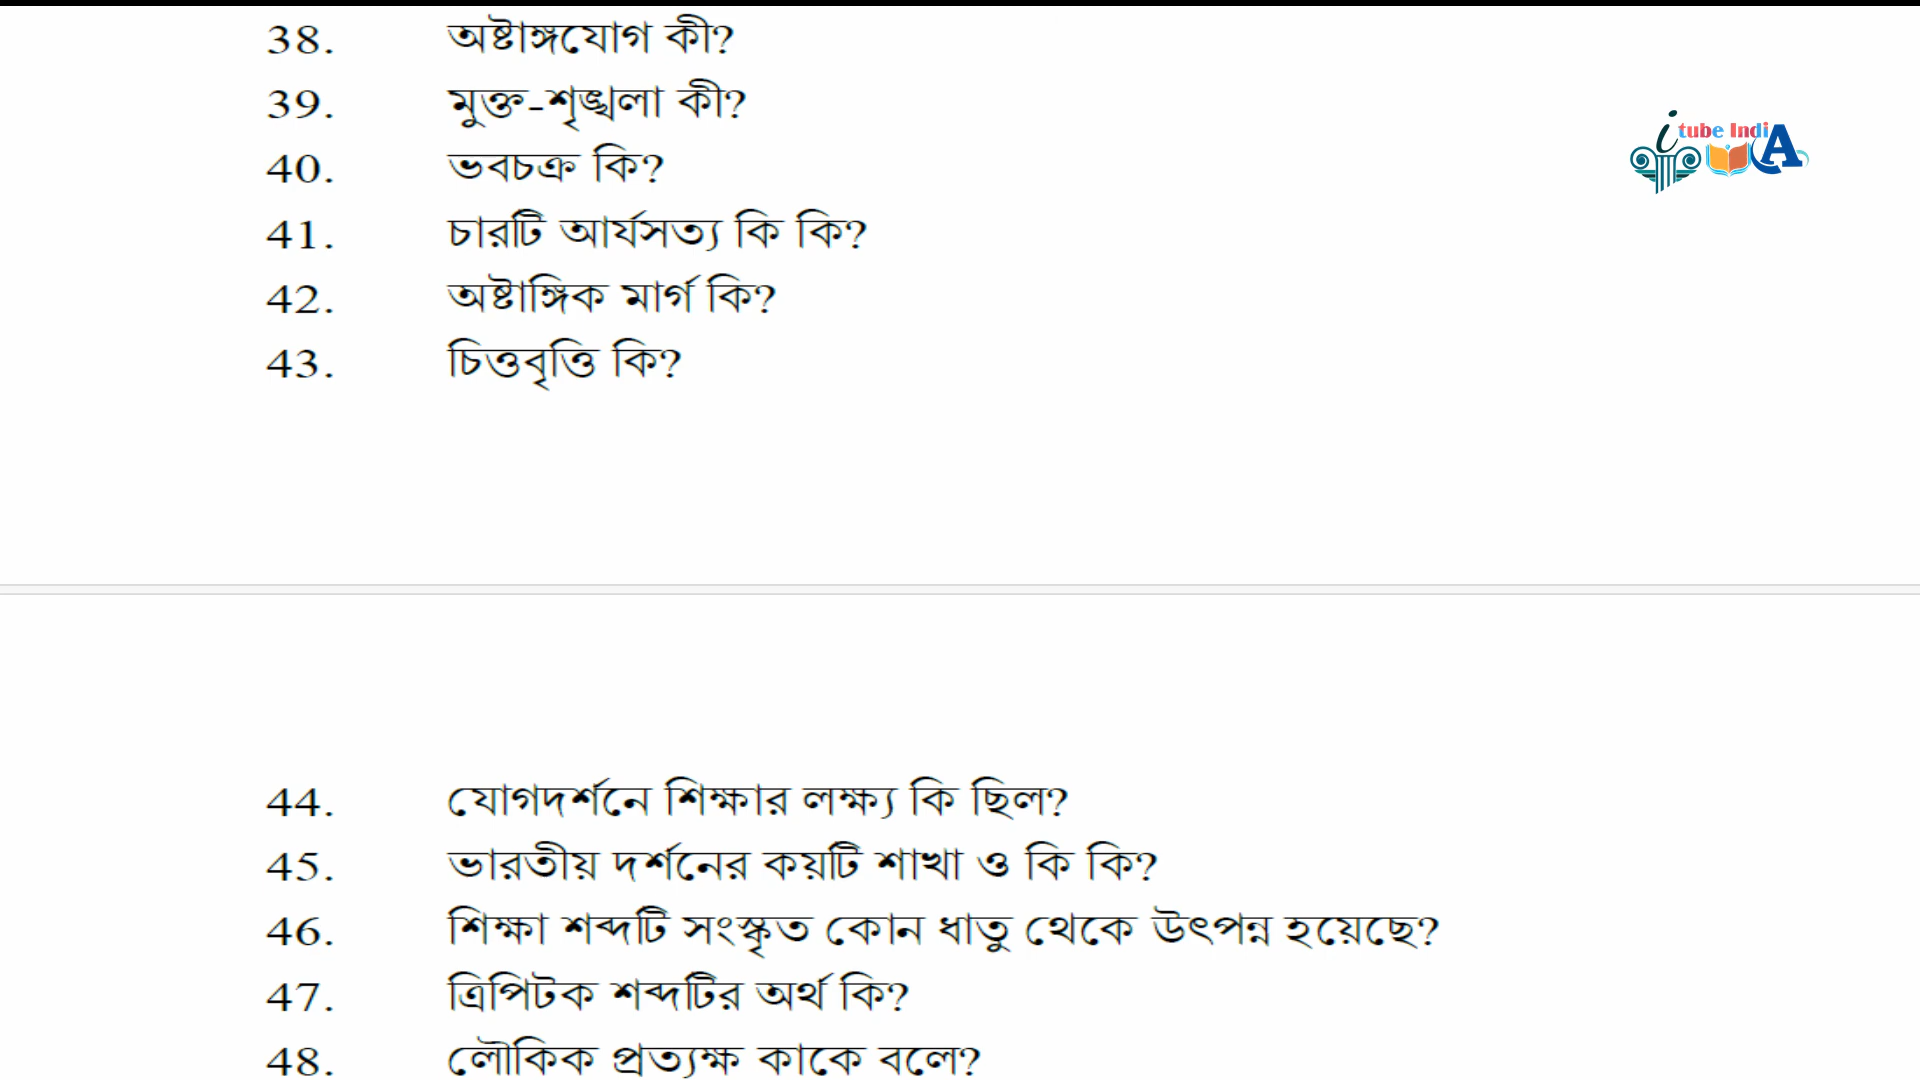 38. অষ্টাঙ্গযোগ কী?
39. মুক্ত-শৃঙ্খলা কী?
40. ভবচক্র কি?
41. চারটি আর্যসত্য কি কি?
42. অষ্টাঙ্গিক মার্গ কি?
43. চিত্তবৃত্তি কি?
i tube IndiA
44. যোগদর্শনে শিক্ষার লক্ষ্য কি ছিল?
45. ভারতীয় দর্শনের কয়টি শাখা ও কি কি?
46. শিক্ষা শব্দটি সংস্কৃত কোন ধাতু থেকে উৎপন্ন হয়েছে?
47. ত্রিপিটক শব্দটির অর্থ কি?
48. লৌকিক প্রত্যক্ষ কাকে বলে?